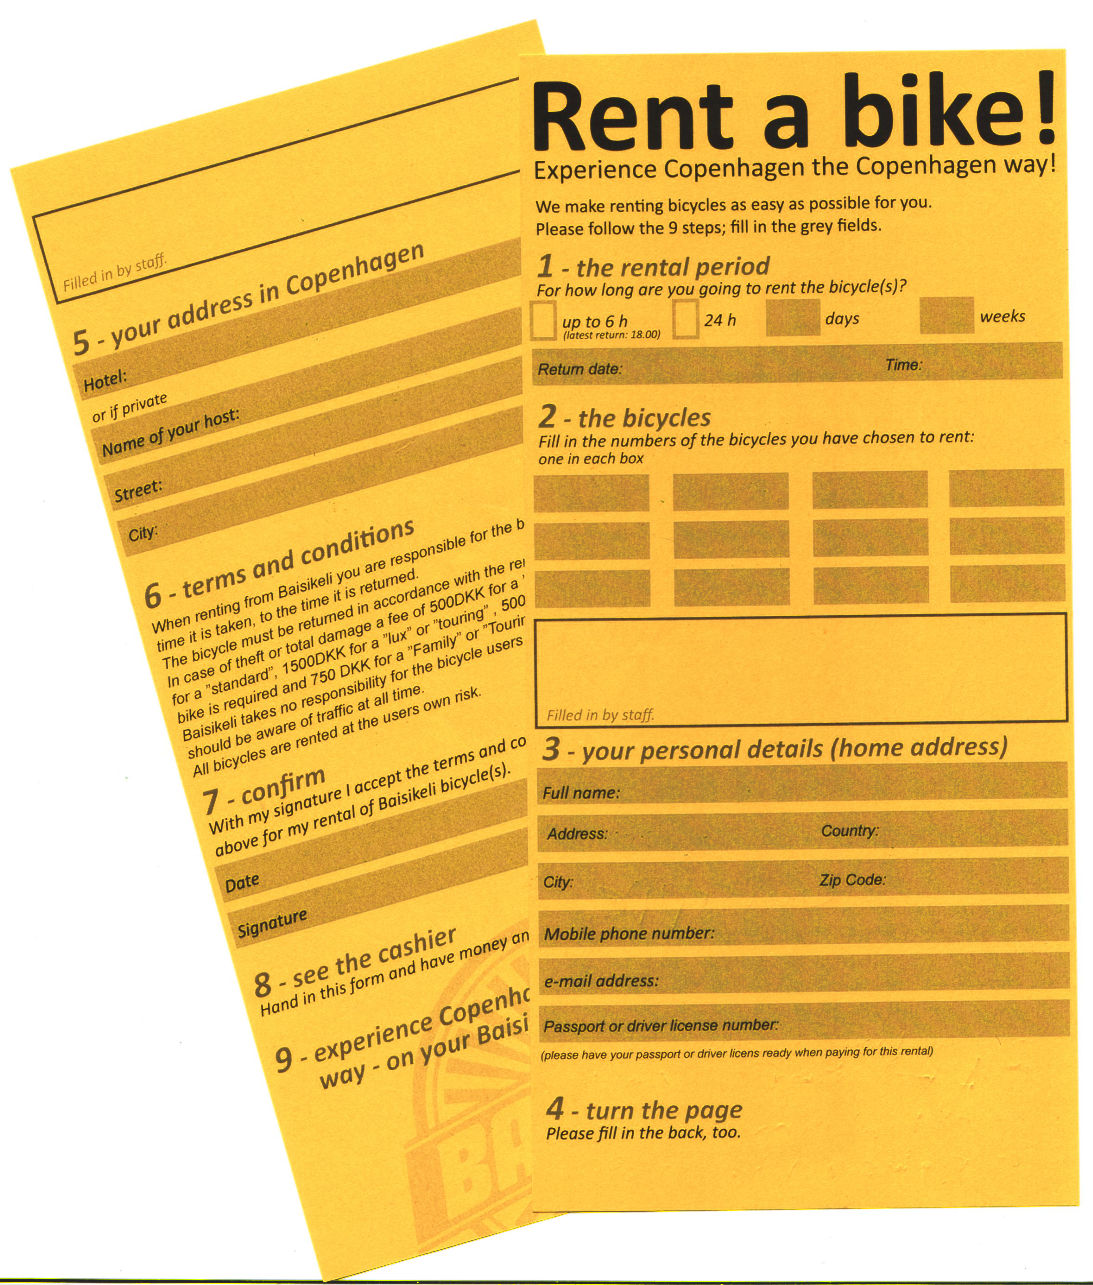 Rent a bike!
Experience Copenhagen the Copenhagen way!
We make renting bicycles as easy as possible for you.
Please follow the 9 steps; fill in the grey fields.
1 - the rental period
For how long are you going to rent the bicycle(s)?
up to 6 h
(latest return: 18.00)
24 h
days
weeks
Return date: Time:
2 - the bicycles
Fill in the numbers of the bicycles you have chosen to rent:
one in each box
Filled in by staff.
3 - your personal details (home address)
Full name:
Address: Country:
City: Zip Code:
Mobile phone number:
e-mail address:
Passport or driver license number:
(please have your passport or driver licens ready when paying for this rental)
4 - turn the page
Please fill in the back, too.
Filled in by staff.
5 - your address in Copenhagen
Hotel:
or if private
Name of your host:
Street:
City:
6 - terms and conditions
When renting from Baisikeli you are responsible for the b
time it is taken, to the time it is returned.
The bicycle must be returned in accordance with the re
In case of theft or total damage a fee of 500DKK for a "
for a "standard", 1500DKK for a "lux" or "touring" , 500
bike is required and 750 DKK for a "Family" or "Tourin
Baisikeli takes no responsibility for the bicycle users
should be aware of traffic at all time.
All bicycles are rented at the users own risk.
7 - confirm
With my signature I accept the terms and co
above for my rental of Baisikeli bicycle(s).
Date
Signature
8 - see the cashier
Hand in this form and have money an
9 - experience Copenh
way - on your Baisi
BA